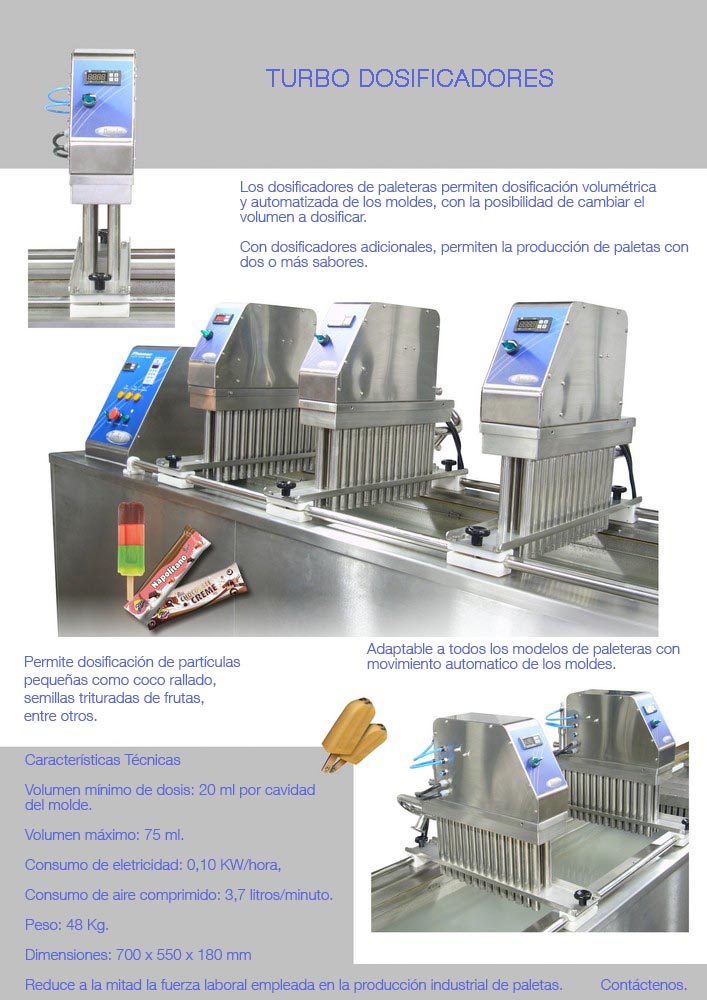 TURBO DOSIFICADORES
Los dosificadores de paleteras permiten dosificación volumétrica
y automatizada de los moldes, con la posibilidad de cambiar el
volumen a dosificar.
Con dosificadores adicionales, permiten la producción de paletas con
dos o más sabores.
Napolitano
CHOCOLATE
CREME
Permite dosificación de partículas
pequeñas como coco rallado,
semillas trituradas de frutas,
entre otros.
Adaptable a todos los modelos de paleteras con
movimiento automatico de los moldes.
Características Técnicas
Volumen mínimo de dosis: 20 ml por cavidad
del molde.
Volumen máximo: 75 ml.
Consumo de eletricidad: 0,10 KW/hora,
Consumo de aire comprimido: 3,7 litros/minuto.
Peso: 48 Kg.
Dimensiones: 700 x 550 x 180 mm
Reduce a la mitad la fuerza laboral empleada en la producción industrial de paletas. Contáctenos.